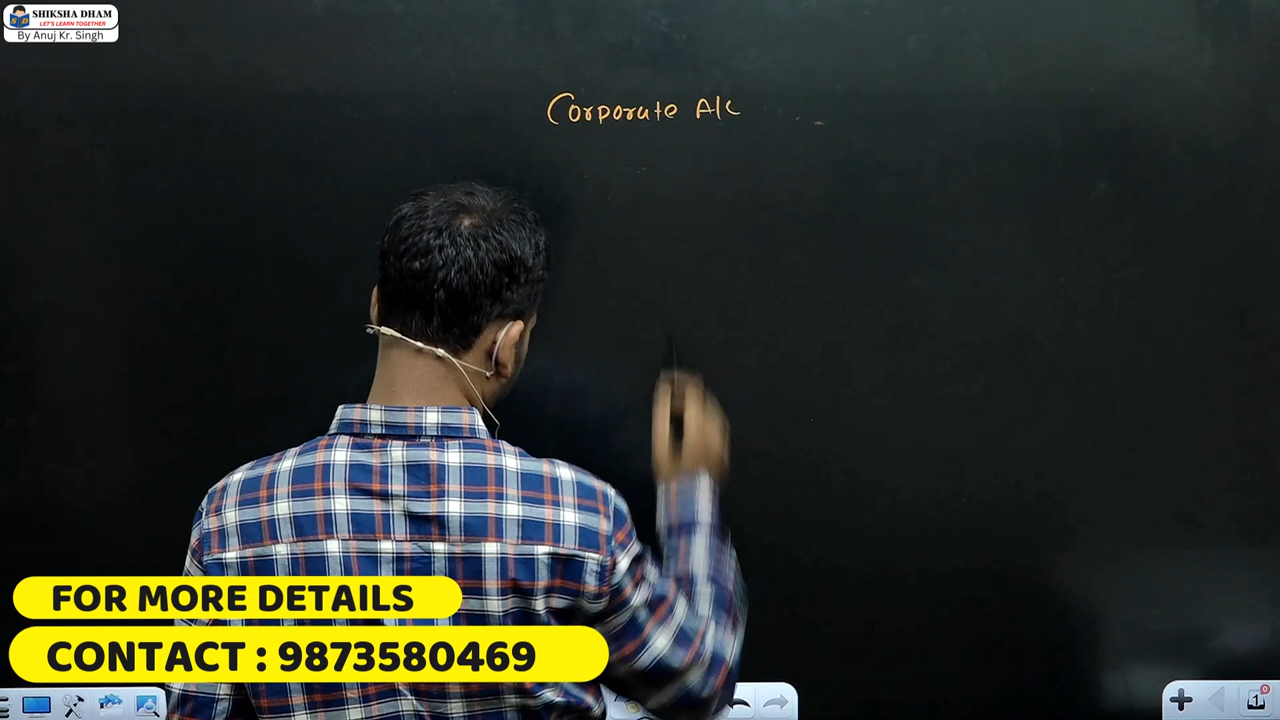 SHIKSHA DHAM
LET'S LEARN TOGETHER
By Anuj Kr. Singh
Corporate A/c
FOR MORE DETAILS
CONTACT : 9873580469